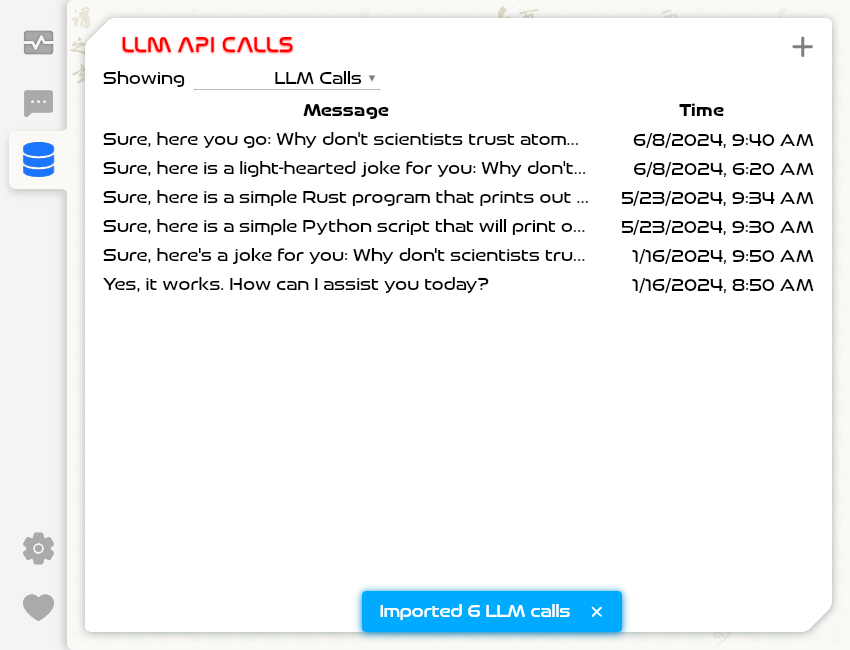 LLM API CALLS
Showing LLM Calls
Message Time
Sure, here you go: Why don't scientists trust atom... 6/8/2024, 9:40 AM
Sure, here is a light-hearted joke for you: Why don't... 6/8/2024, 6:20 AM
Sure, here is a simple Rust program that prints out ... 5/23/2024, 9:34 AM
Sure, here is a simple Python script that will print o... 5/23/2024, 9:30 AM
Sure, here's a joke for you: Why don't scientists tru... 1/16/2024, 9:50 AM
Yes, it works. How can I assist you today? 1/16/2024, 8:50 AM
Imported 6 LLM calls